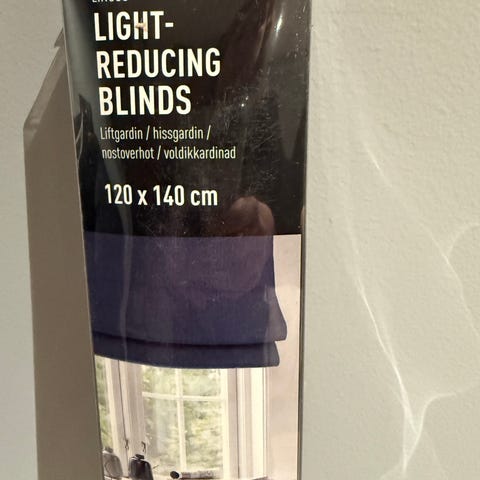 LIGHT-
REDUCING
BLINDS
Liftgardin / hissgardin /
nostoverhot / voldikkardinad
120 x 140 cm